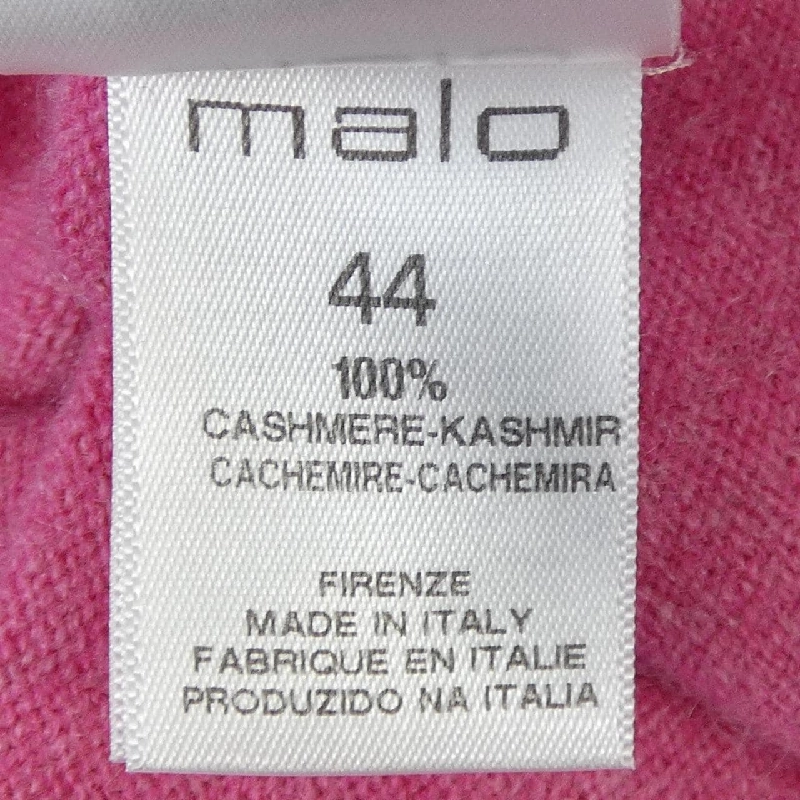 malo
44
100%
CASHMERE-KASHMIR
CACHEMIRE-CACHEMIRA
FIRENZE
MADE IN ITALY
FABRIQUE EN ITALIE
PRODUZIDO NA ITALIA